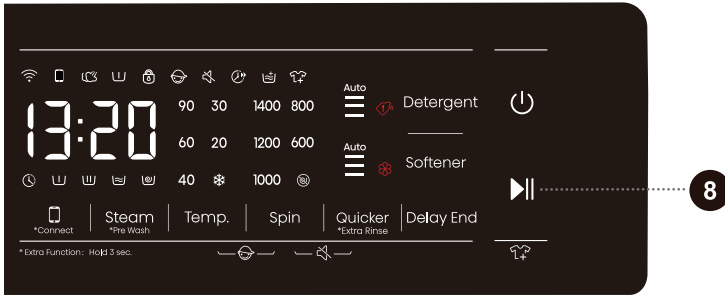 Auto
13:20
90 30 1400 800
Detergent
60 20 1200 600
Auto
Softener
40 1000
8
Steam Temp. Spin Quicker Delay End
*Connect *Pre Wash *Extra Rinse
* Extra Function: Hold 3 sec.